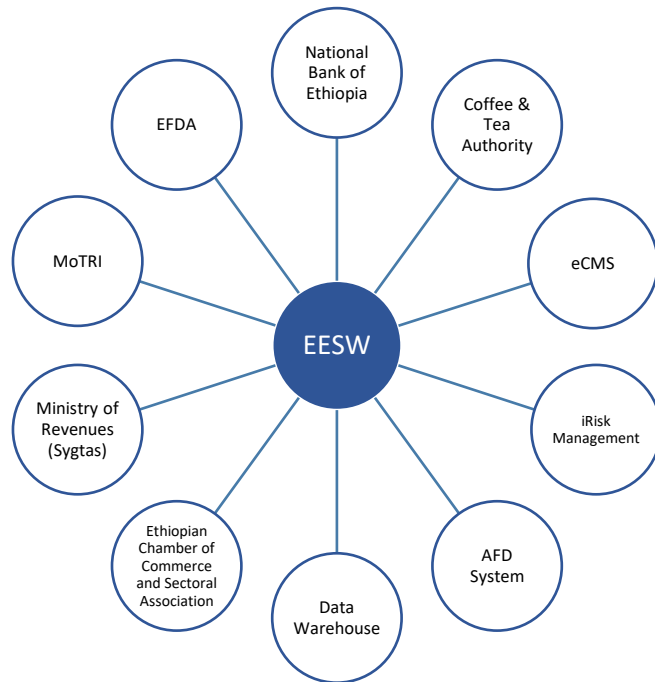 National
Bank of
Ethiopia
Coffee &
Tea
Authority
eCMS
iRisk
Management
AFD
System
Data
Warehouse
Ethiopian
Chamber of
Commerce
and Sectoral
Association
Ministry of
Revenues
(Sygtas)
MoTRI
EFDA
EESW